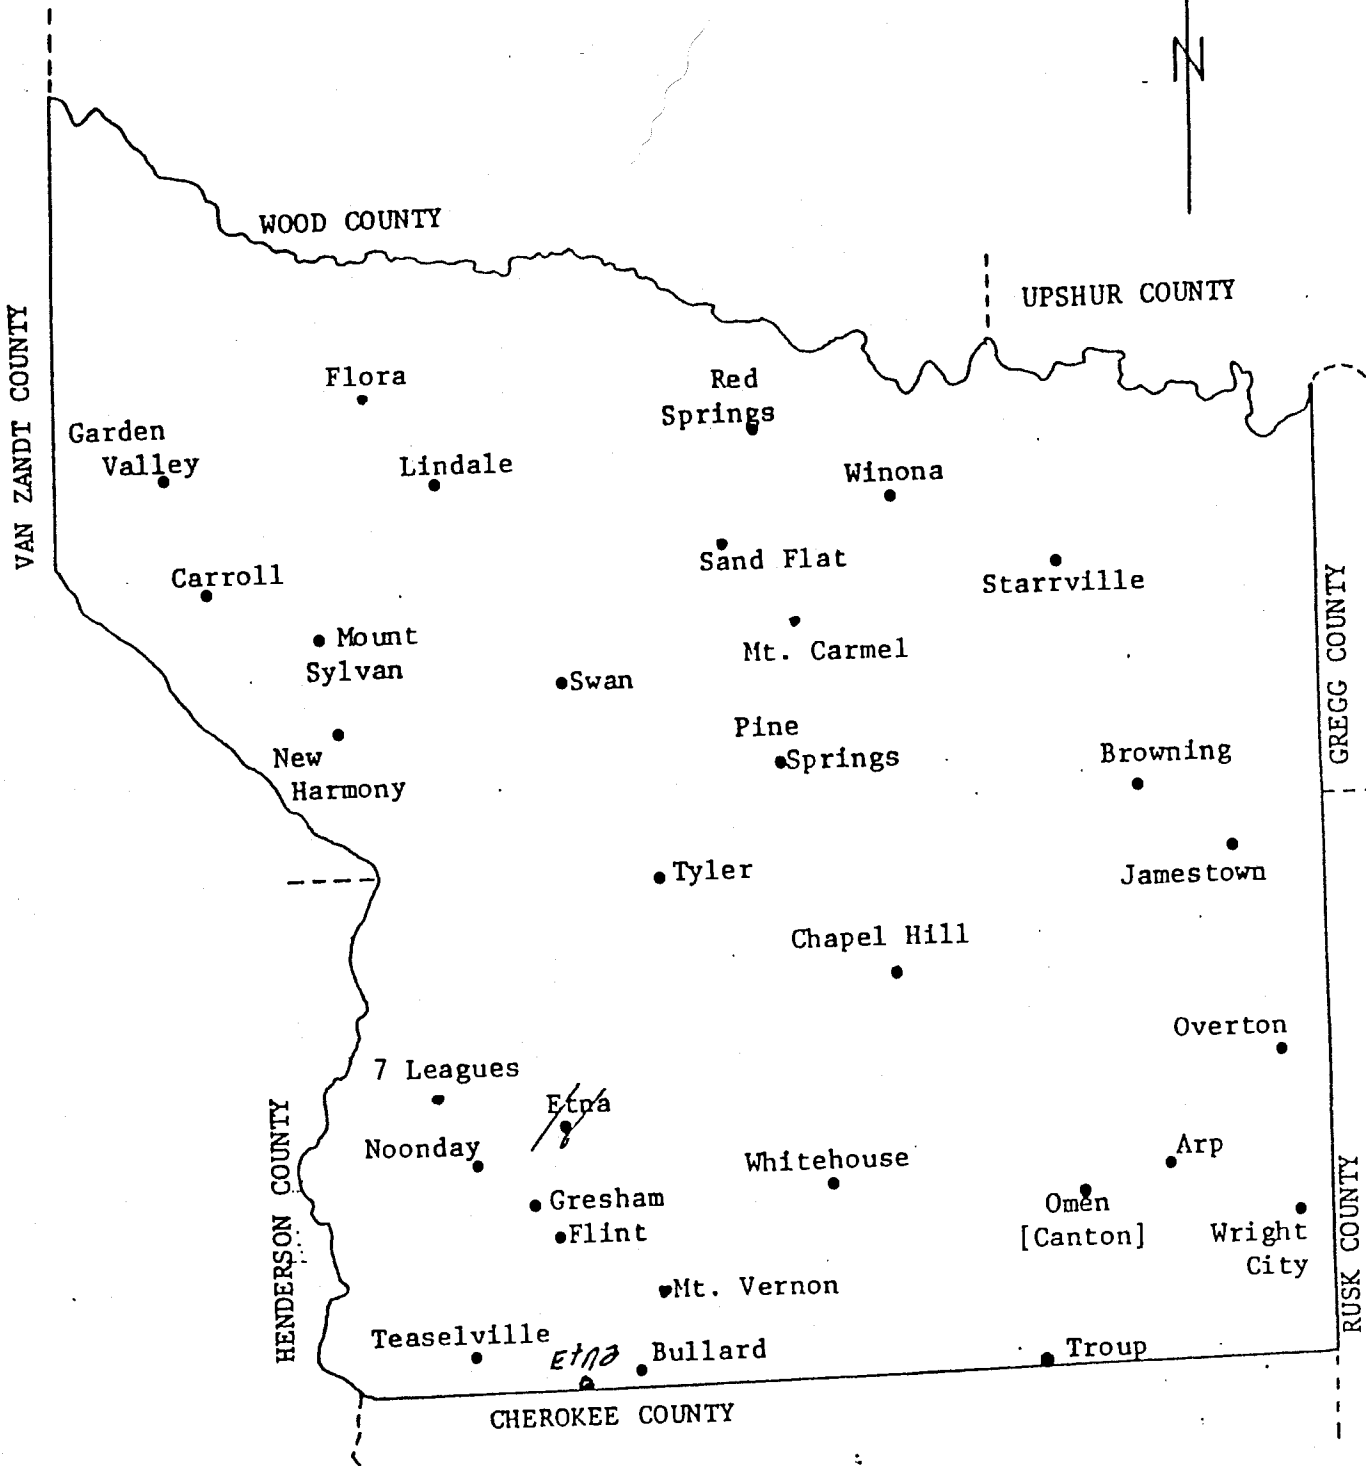 N
WOOD COUNTY
UPSHUR COUNTY
VAN ZANDT COUNTY
Flora
Red
Springs
Garden
Valley
Lindale
Winona
Sand Flat
Starrville
Carroll
Mount
Sylvan
Mt. Carmel
Swan
GREGG COUNTY
New
Harmony
Pine
Springs
Browning
Tyler
Jamestown
Chapel Hill
Overton
7 Leagues
Etna
Noonday
Whitehouse
Arp
Gresham
Flint
Omen
[Canton]
Wright
City
HENDERSON COUNTY
RUSK COUNTY
Mt. Vernon
Teaselville
Etna
Bullard
Troup
CHEROKEE COUNTY